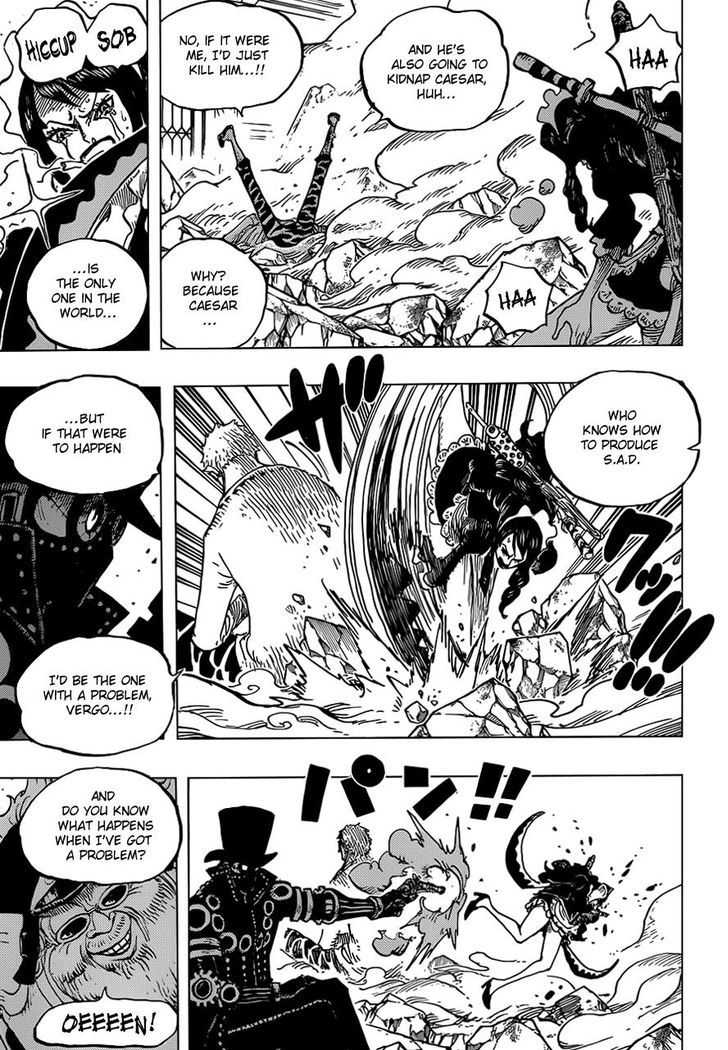 HAA
AND HE'S
ALSO GOING TO
KIDNAP CAESAR,
HUH...
NO, IF IT WERE
ME, I'D JUST
KILL HIM...!!
HAA
WHY?
BECAUSE
CAESAR
...
SOB
HICCUP
...IS
THE ONLY
ONE IN THE
WORLD...
WHO
KNOWS HOW
TO PRODUCE
S.A.D.
ザ
ワッ!!!
...BUT
IF THAT WERE
TO HAPPEN
I'D BE THE ONE
WITH A PROBLEM,
VERGO...!!
パン!!
AND
DO YOU KNOW
WHAT HAPPENS
WHEN I'VE GOT
A PROBLEM?
OEEEEN!